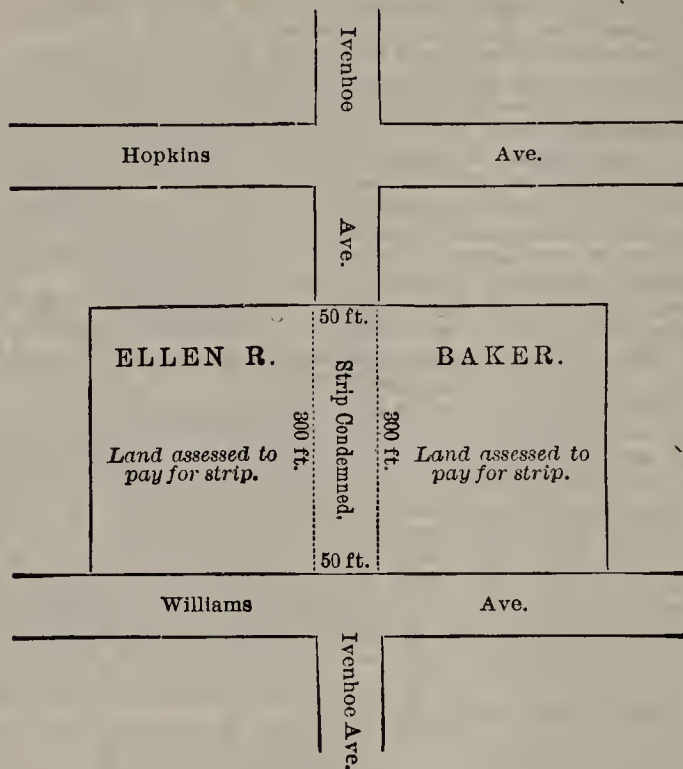 Ivenhoe
Hopkins Ave.
Ave.
50 ft.
ELLEN R. BAKER.
Strip Condemned.
300 ft. 300 ft.
Land assessed to
pay for strip.
Land assessed to
pay for strip.
50 ft.
Williams Ave.
Ivenhoe Ave.